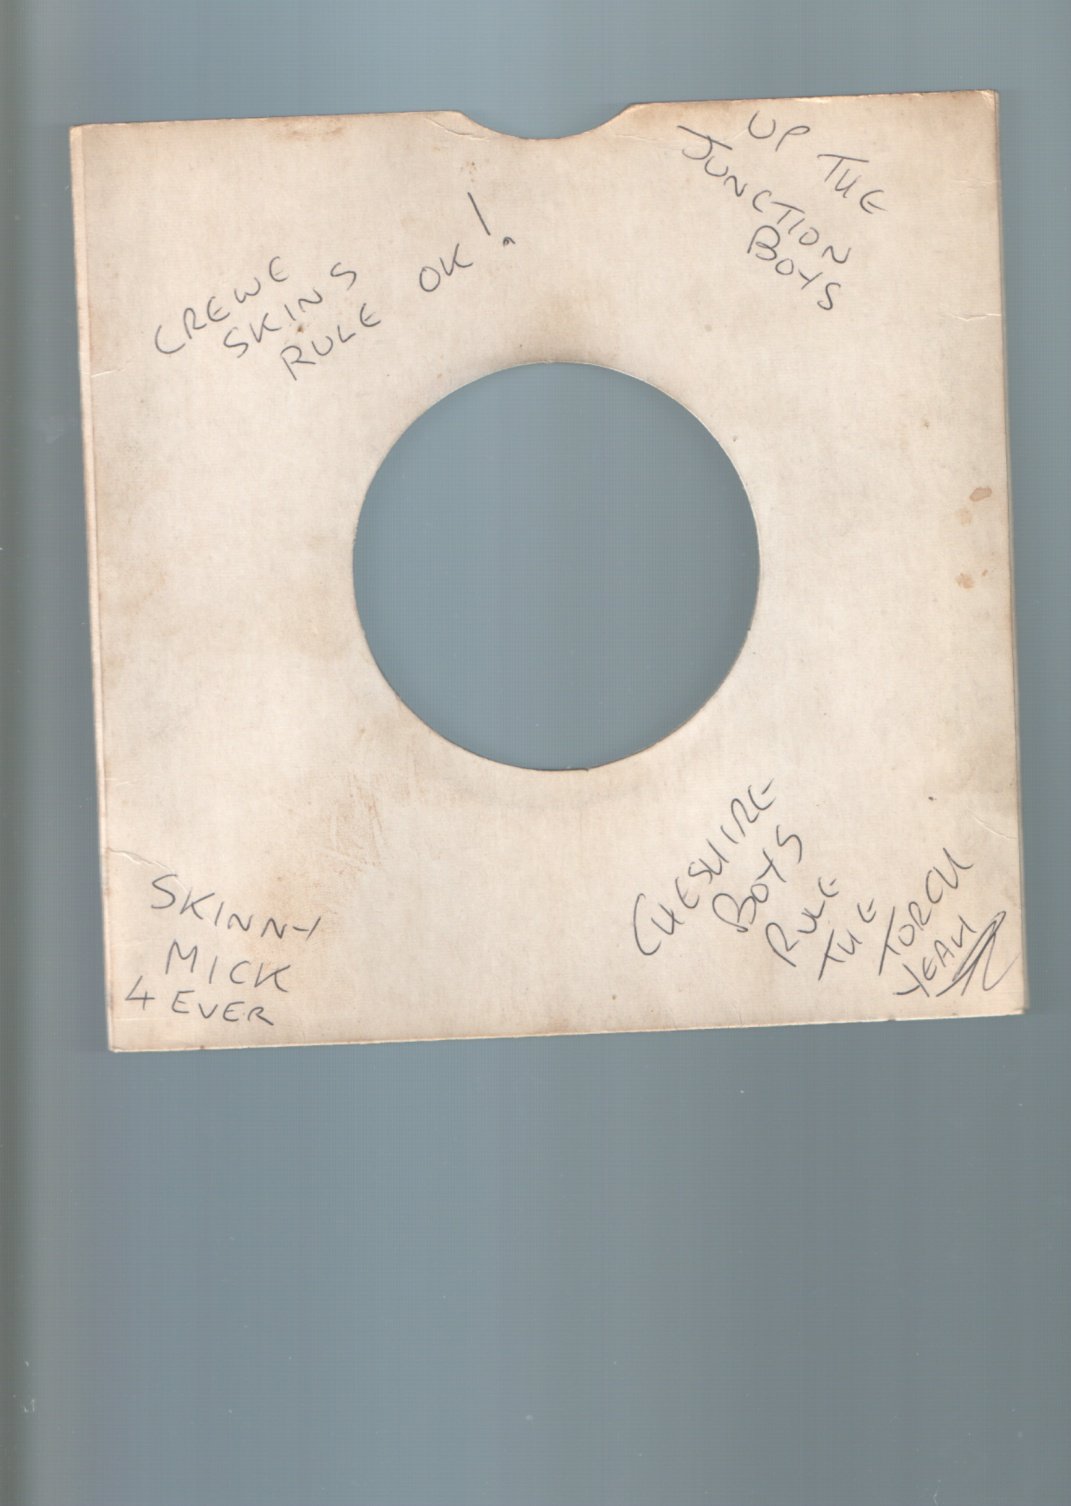 CREWE
SKINS
RULE OK!
UP THE
JUNCTION
BOYS
SKINNY
MICK
4 EVER
CHESHIRE
BOYS
RULE
THE
TORCH
YEAH